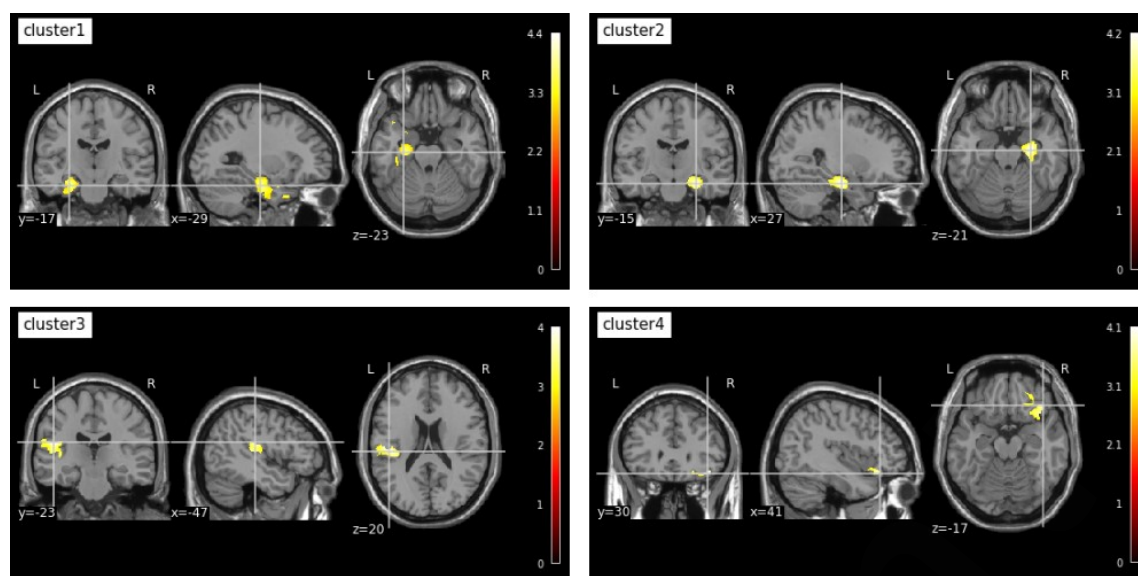 cluster1
L R L R
4.4
3.3
2.2
1.1
0
y=-17 x=-29 z=-23
cluster2
L R L R
4.2
3.1
2.1
1
0
y=-15 x=27 z=-21
cluster3
L R L R
4
3
2
1
0
y=-23 x=-47 z=20
cluster4
L R L R
4.1
3.1
2.1
1
0
y=30 x=41 z=-17